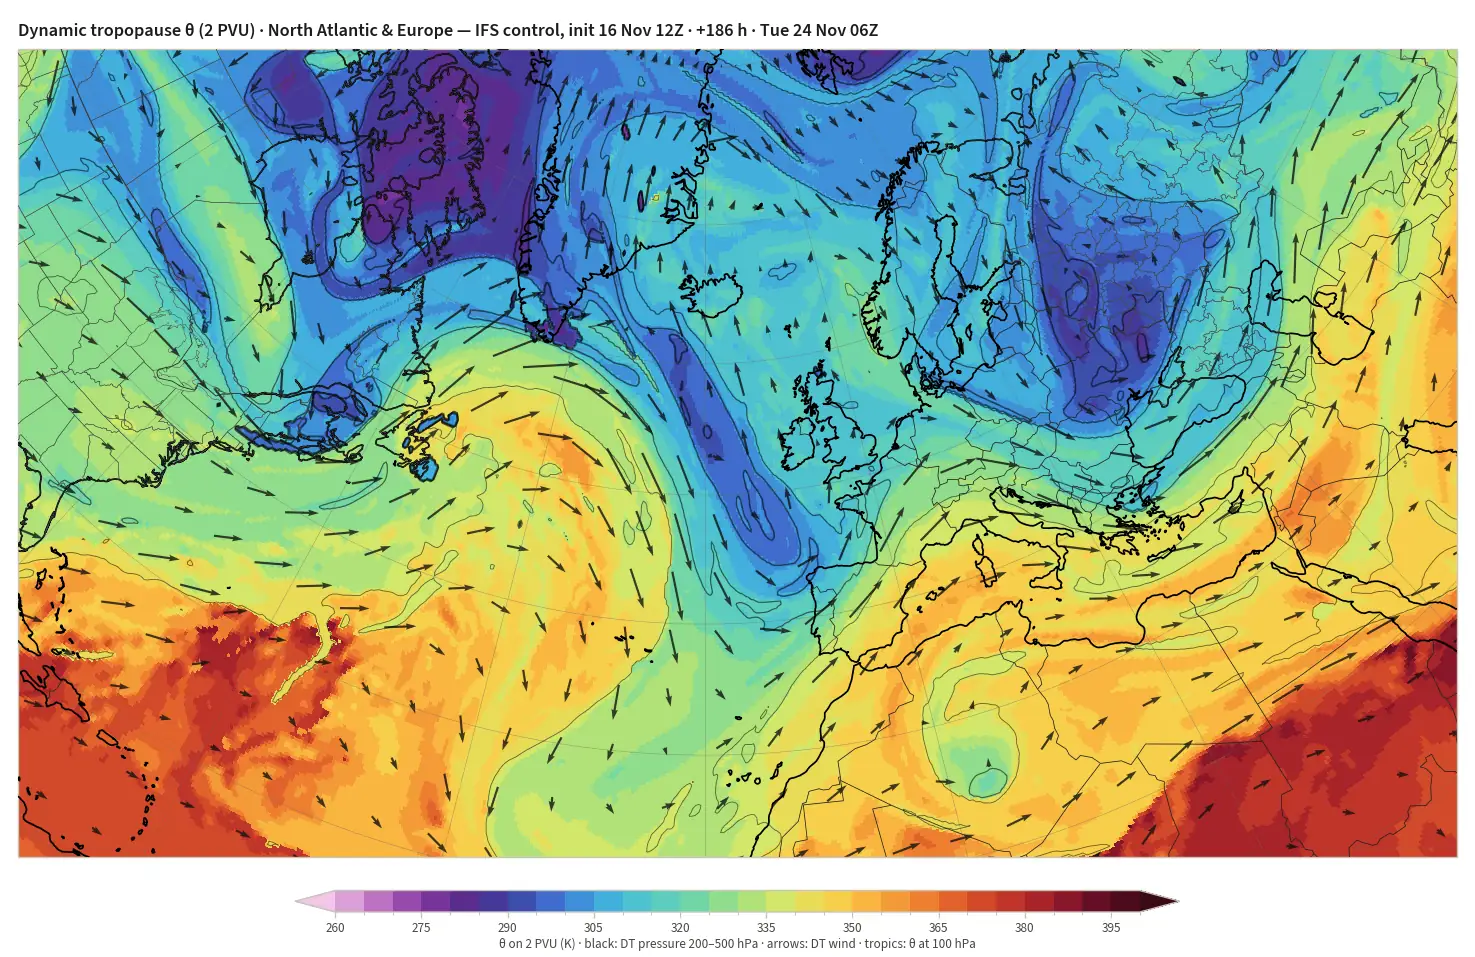 Dynamic tropopause θ (2 PVU) · North Atlantic & Europe — IFS control, init 16 Nov 12Z · +186 h · Tue 24 Nov 06Z
260 275 290 305 320 335 350 365 380 395
θ on 2 PVU (K) · black: DT pressure 200–500 hPa · arrows: DT wind · tropics: θ at 100 hPa